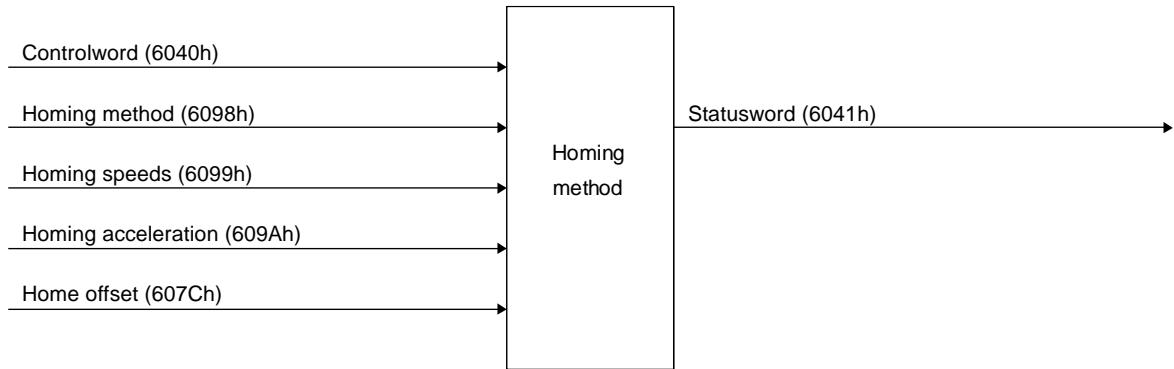 Controlword (6040h)
Homing method (6098h)
Statusword (6041h)
Homing speeds (6099h)
Homing
method
Homing acceleration (609Ah)
Home offset (607Ch)